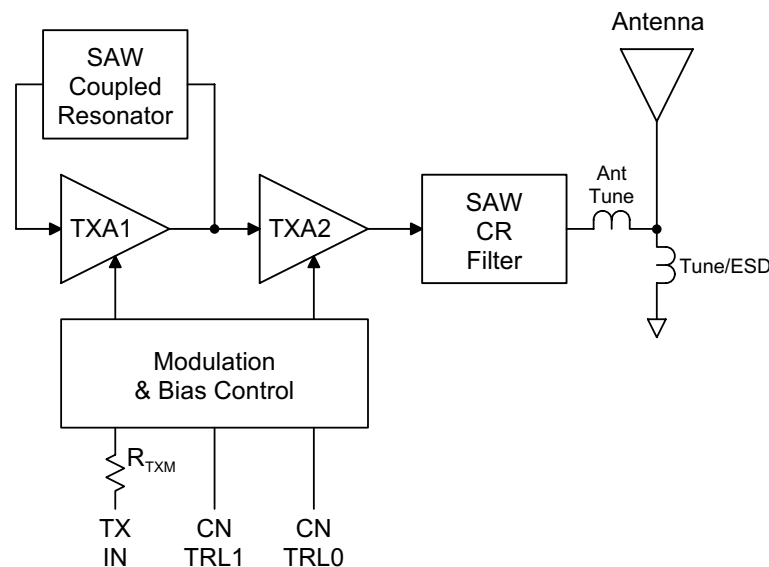 Antenna
SAW
Coupled
Resonator
Ant
Tune
TXA1
TXA2
SAW
CR
Filter
Tune/ESD
Modulation
& Bias Control
RTXM
TX
IN
CN
TRL1
CN
TRL0